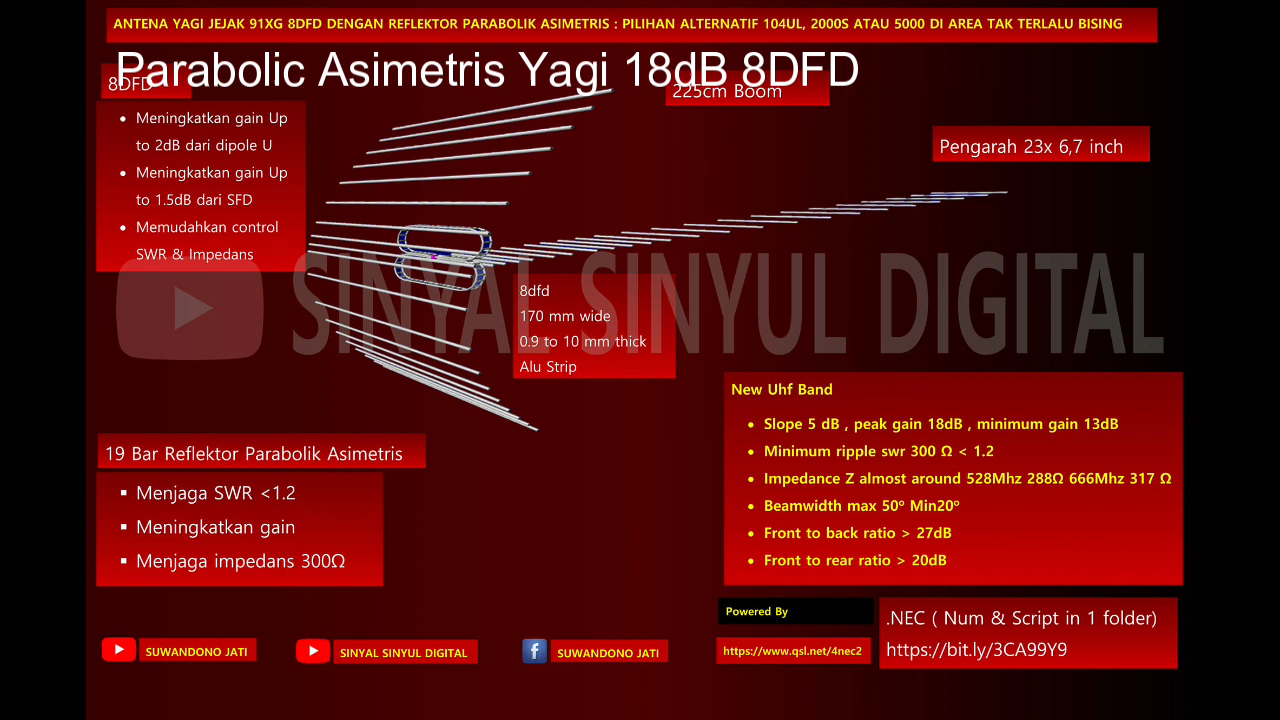 ANTENA YAGI JEJAK 91XG 8DFD DENGAN REFLEKTOR PARABOLIK ASIMETRIS : PILIHAN ALTERNATIF 104UL, 2000S ATAU 5000 DI AREA TAK TERLALU BISING
Parabolic Asimetris Yagi 18dB 8DFD
8DFD
225cm Boom
Meningkatkan gain Up
to 2dB dari dipole U
Meningkatkan gain Up
to 1.5dB dari SFD
Memudahkan control
SWR & Impedans
Pengarah 23x 6,7 inch
SINYAL SINYUL DIGITAL
8dfd
170 mm wide
0.9 to 10 mm thick
Alu Strip
New Uhf Band
Slope 5 dB , peak gain 18dB , minimum gain 13dB
Minimum ripple swr 300 Ω < 1.2
Impedance Z almost around 528Mhz 288Ω 666Mhz 317 Ω
Beamwidth max 50º Min20º
Front to back ratio > 27dB
Front to rear ratio > 20dB
19 Bar Reflektor Parabolik Asimetris
Menjaga SWR <1.2
Meningkatkan gain
Menjaga impedans 300Ω
Powered By
https://www.qsl.net/4nec2
.NEC ( Num & Script in 1 folder)
https://bit.ly/3CA99Y9
SUWANDONO JATI
SINYAL SINYUL DIGITAL
SUWANDONO JATI